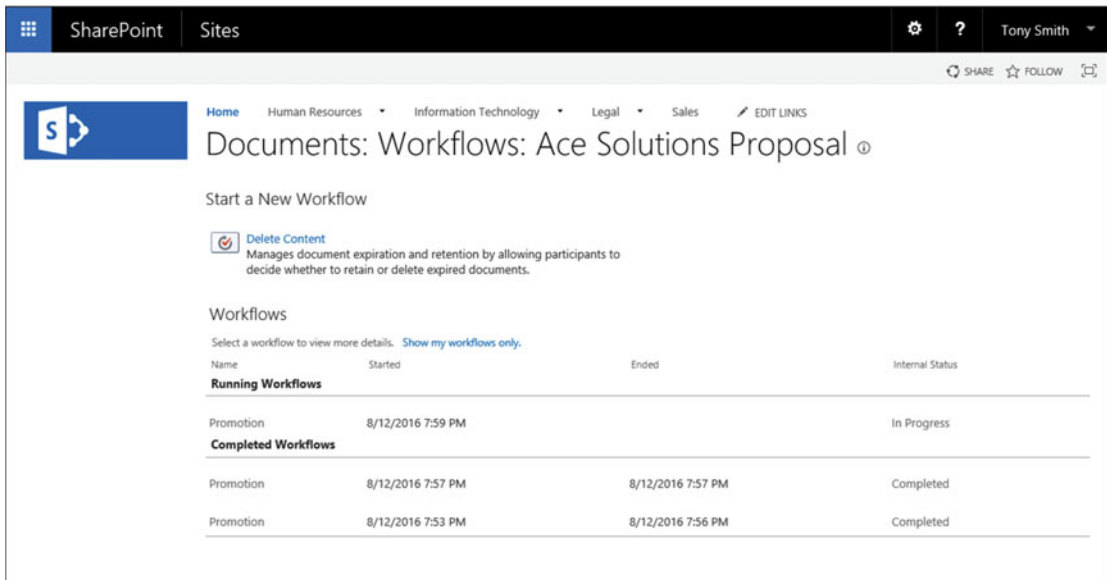 SharePoint Sites ? Tony Smith
SHARE FOLLOW
S Home Human Resources Information Technology Legal Sales EDIT LINKS
Documents: Workflows: Ace Solutions Proposal
Start a New Workflow
Delete Content
Manages document expiration and retention by allowing participants to
decide whether to retain or delete expired documents.
Workflows
Select a workflow to view more details. Show my workflows only.
Name Started Ended Internal Status
Running Workflows
Promotion 8/12/2016 7:59 PM In Progress
Completed Workflows
Promotion 8/12/2016 7:57 PM 8/12/2016 7:57 PM Completed
Promotion 8/12/2016 7:53 PM 8/12/2016 7:56 PM Completed